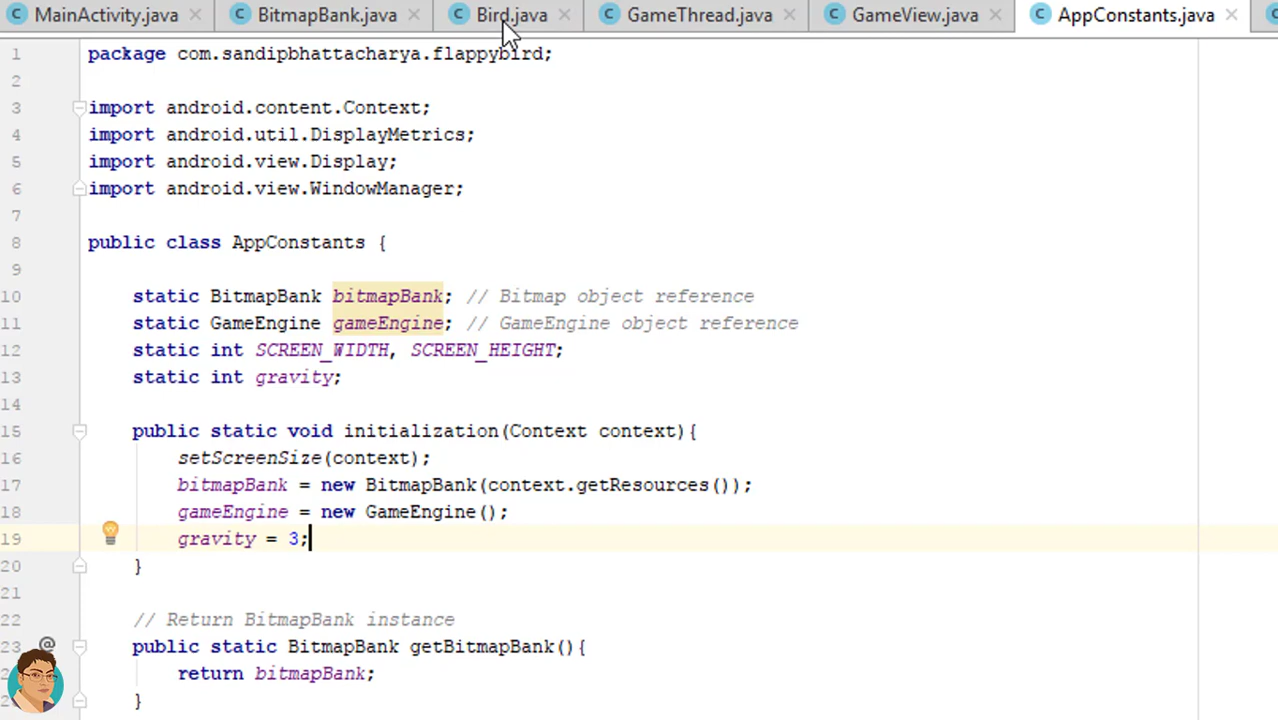 MainActivity.java BitmapBank.java Bird.java GameThread.java GameView.java AppConstants.java
1 package com.sandipbhattacharya.flappybird;
2
3 import android.content.Context;
4 import android.util.DisplayMetrics;
5 import android.view.Display;
6 import android.view.WindowManager;
7
8 public class AppConstants {
9
10 static BitmapBank bitmapBank; // Bitmap object reference
11 static GameEngine gameEngine; // GameEngine object reference
12 static int SCREEN_WIDTH, SCREEN_HEIGHT;
13 static int gravity;
14
15 public static void initialization(Context context){
16 setScreenSize(context);
17 bitmapBank = new BitmapBank(context.getResources());
18 gameEngine = new GameEngine();
19 gravity = 3;
20 }
21
22 // Return BitmapBank instance
23 @ public static BitmapBank getBitmapBank(){
return bitmapBank;
}